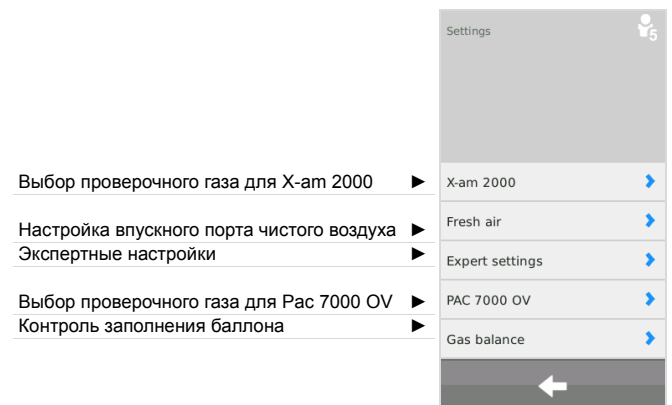 Settings
5
Выбор проверочного газа для X-am 2000 ►
X-am 2000
Настройка впускного порта чистого воздуха ►
Fresh air
Экспертные настройки ►
Expert settings
Выбор проверочного газа для Pac 7000 OV ►
PAC 7000 OV
Контроль заполнения баллона ►
Gas balance